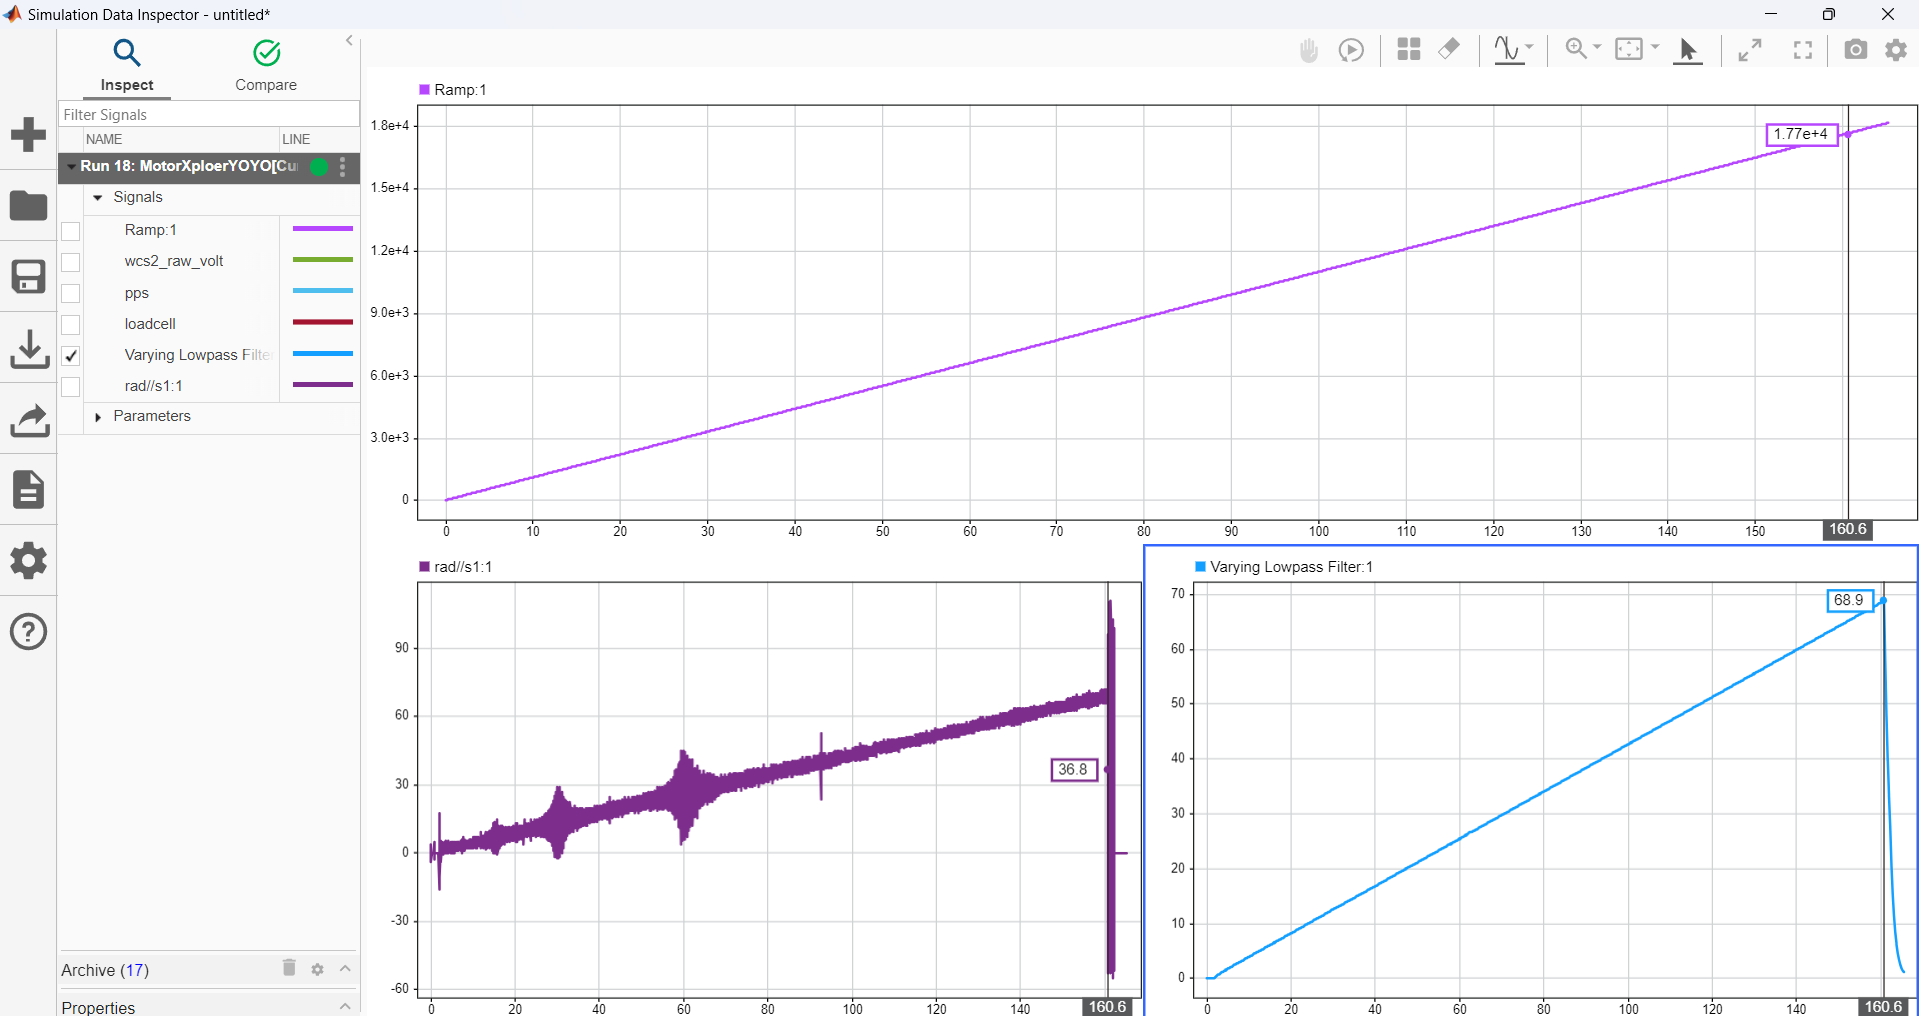 Simulation Data Inspector - untitled*
Inspect
Compare
Filter Signals
NAME
LINE
Run 18: MotorXploerYOYO[Cu
Signals
Ramp:1
wcs2_raw_volt
pps
loadcell
Varying Lowpass Filte
rad//s1:1
Parameters
Archive (17)
Properties
Ramp:1
1.8e+4
1.5e+4
1.2e+4
9.0e+3
6.0e+3
3.0e+3
0
1.77e+4
0 10 20 30 40 50 60 70 80 90 100 110 120 130 140 150 160.6
rad//s1:1
90
60
30
0
-30
-60
36.8
0 20 40 60 80 100 120 140 160.6
Varying Lowpass Filter:1
70
60
50
40
30
20
10
0
68.9
0 20 40 60 80 100 120 140 160.6